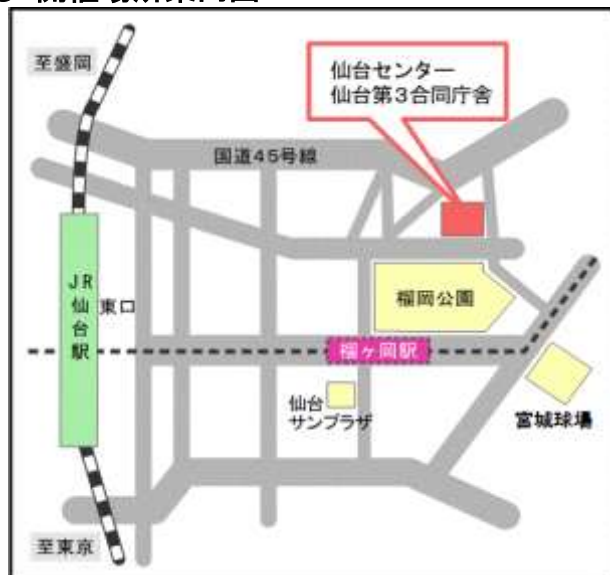 至盛岡
仙台センター
仙台第3合同庁舎
国道45号線
JR仙台駅
東口
榴岡公園
榴ヶ岡駅
仙台
サンプラザ
宮城球場
至東京